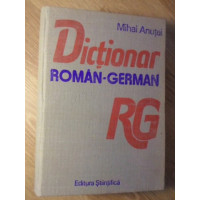 Mihai Anuței
Dicționar
ROMÂN-GERMAN
RG
Editura Științifică